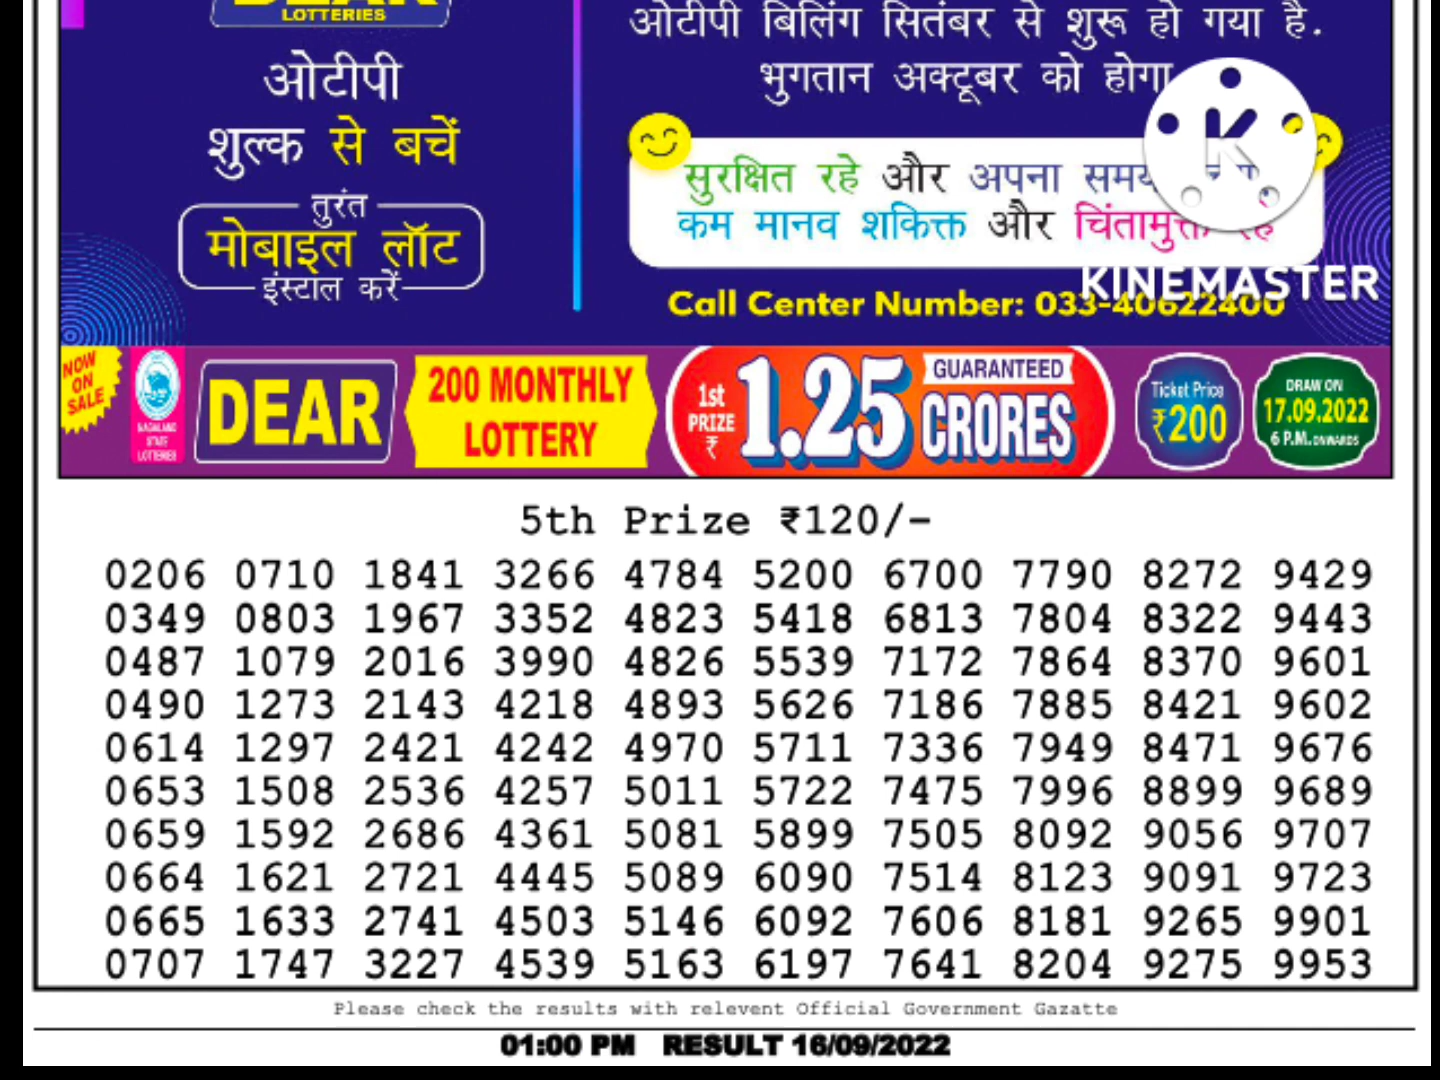 LOTTERIES
ओटीपी
शुल्क से बचें
तुरंत
मोबाइल लॉट
इंस्टाल करें
ओटीपी बिलिंग सितंबर से शुरू हो गया है.
भुगतान अक्टूबर को होगा
सुरक्षित रहे और अपना समय
कम मानव शकिक्त और चिंतामुक्त रहे
KINEMASTER
Call Center Number: 033-40622400
NOW
ON
SALE
NAGALAND
STATE
LOTTERIES
DEAR
200 MONTHLY
LOTTERY
1st
PRIZE
₹
1.25
GUARANTEED
CRORES
Ticket Price
₹200
DRAW ON
17.09.2022
6 P.M. ONWARDS
5th Prize ₹120/-
0206 0710 1841 3266 4784 5200 6700 7790 8272 9429
0349 0803 1967 3352 4823 5418 6813 7804 8322 9443
0487 1079 2016 3990 4826 5539 7172 7864 8370 9601
0490 1273 2143 4218 4893 5626 7186 7885 8421 9602
0614 1297 2421 4242 4970 5711 7336 7949 8471 9676
0653 1508 2536 4257 5011 5722 7475 7996 8899 9689
0659 1592 2686 4361 5081 5899 7505 8092 9056 9707
0664 1621 2721 4445 5089 6090 7514 8123 9091 9723
0665 1633 2741 4503 5146 6092 7606 8181 9265 9901
0707 1747 3227 4539 5163 6197 7641 8204 9275 9953
Please check the results with relevent Official Government Gazatte
01:00 PM RESULT 16/09/2022